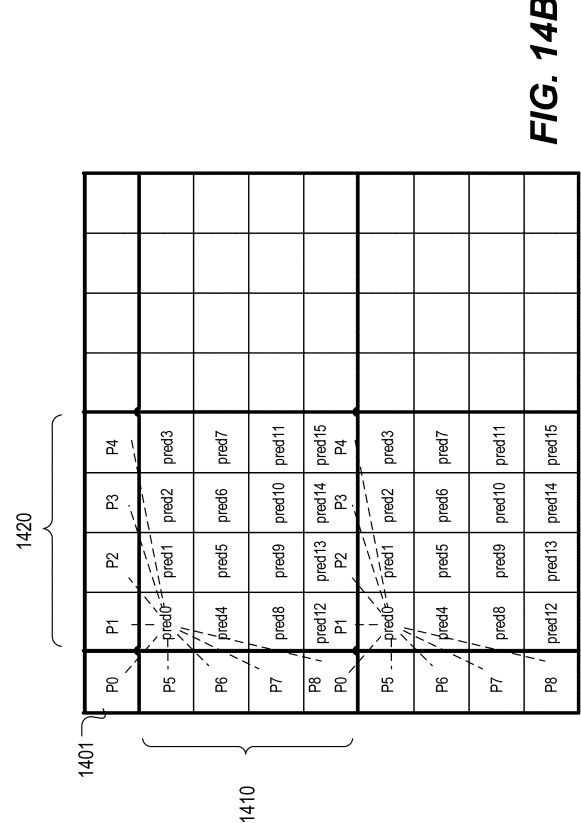 1420
1401
P0 P1 P2 P3 P4
P5 pred0 pred1 pred2 pred3
P6 pred4 pred5 pred6 pred7
P7 pred8 pred9 pred10 pred11
P8 pred12 pred13 pred14 pred15
P0 P1 P2 P3 P4
P5 pred0 pred1 pred2 pred3
P6 pred4 pred5 pred6 pred7
P7 pred8 pred9 pred10 pred11
P8 pred12 pred13 pred14 pred15
1410
FIG. 14B